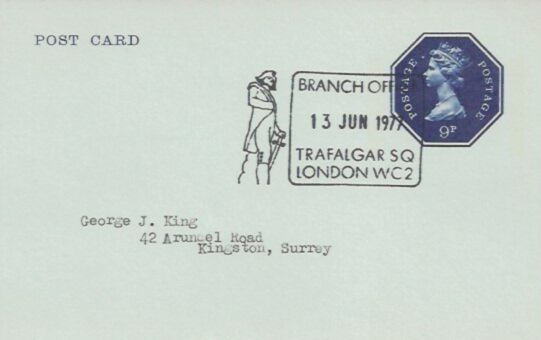 POST CARD
BRANCH OFF
13 JUN 1977
TRAFALGAR SQ
LONDON WC2
POSTAGE
POSTAGE
9P
George J. King
42 Arundel Road
Kingston, Surrey